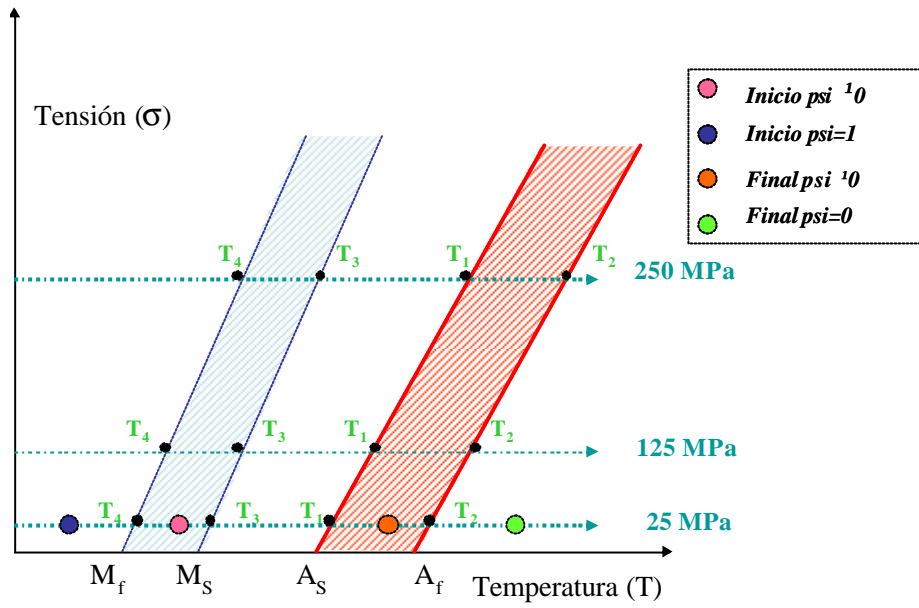 Tensión (σ)
Inicio psi ¹0
Inicio psi=1
Final psi ¹0
Final psi=0
T4
T3
T1
T2
250 MPa
T4
T3
T1
T2
125 MPa
T4
T3
T1
T2
25 MPa
Mf
MS
AS
Af
Temperatura (T)